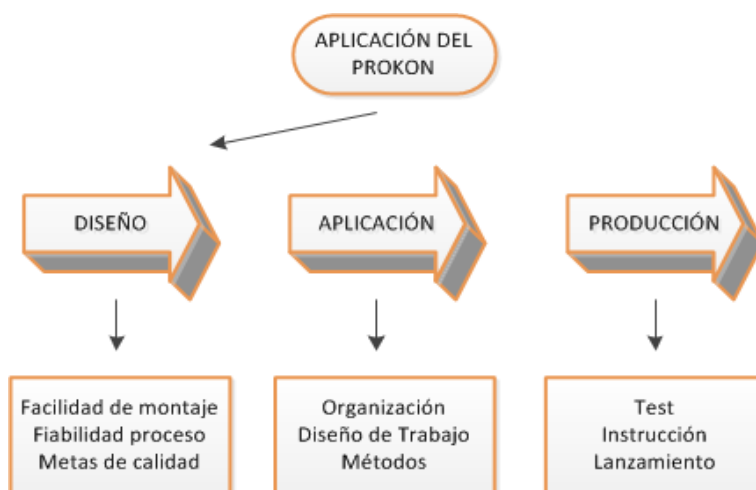 APLICACIÓN DEL
PROKON
DISEÑO
APLICACIÓN
PRODUCCIÓN
Facilidad de montaje
Fiabilidad proceso
Metas de calidad
Organización
Diseño de Trabajo
Métodos
Test
Instrucción
Lanzamiento